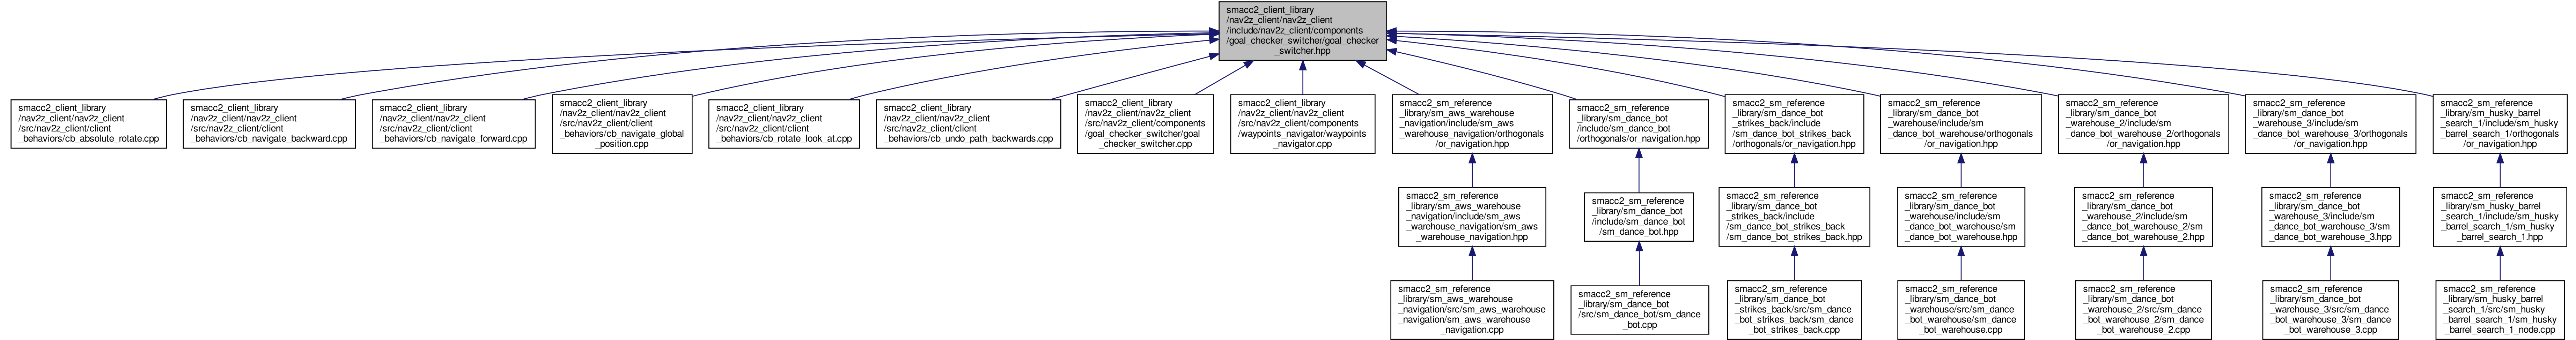 smacc2_client_library
/nav2z_client/nav2z_client
/include/nav2z_client/components
/goal_checker_switcher/goal_checker
_switcher.hpp
smacc2_client_library
/nav2z_client/nav2z_client
/src/nav2z_client/client
_behaviors/cb_absolute_rotate.cpp
smacc2_client_library
/nav2z_client/nav2z_client
/src/nav2z_client/client
_behaviors/cb_navigate_backward.cpp
smacc2_client_library
/nav2z_client/nav2z_client
/src/nav2z_client/client
_behaviors/cb_navigate_forward.cpp
smacc2_client_library
/nav2z_client/nav2z_client
/src/nav2z_client/client
_behaviors/cb_navigate_global
_position.cpp
smacc2_client_library
/nav2z_client/nav2z_client
/src/nav2z_client/client
_behaviors/cb_rotate_look_at.cpp
smacc2_client_library
/nav2z_client/nav2z_client
/src/nav2z_client/client
_behaviors/cb_undo_path_backwards.cpp
smacc2_client_library
/nav2z_client/nav2z_client
/src/nav2z_client/components
/goal_checker_switcher/goal
_checker_switcher.cpp
smacc2_client_library
/nav2z_client/nav2z_client
/src/nav2z_client/components
/waypoints_navigator/waypoints
_navigator.cpp
smacc2_sm_reference
_library/sm_aws_warehouse
_navigation/include/sm_aws
_warehouse_navigation/orthogonals
/or_navigation.hpp
smacc2_sm_reference
_library/sm_dance_bot
/include/sm_dance_bot
/orthogonals/or_navigation.hpp
smacc2_sm_reference
_library/sm_dance_bot
_strikes_back/include
/sm_dance_bot_strikes_back
/orthogonals/or_navigation.hpp
smacc2_sm_reference
_library/sm_dance_bot
_warehouse/include/sm
_dance_bot_warehouse/orthogonals
/or_navigation.hpp
smacc2_sm_reference
_library/sm_dance_bot
_warehouse_2/include/sm
_dance_bot_warehouse_2/orthogonals
/or_navigation.hpp
smacc2_sm_reference
_library/sm_dance_bot
_warehouse_3/include/sm
_dance_bot_warehouse_3/orthogonals
/or_navigation.hpp
smacc2_sm_reference
_library/sm_husky_barrel
_search_1/include/sm_husky
_barrel_search_1/orthogonals
/or_navigation.hpp
smacc2_sm_reference
_library/sm_aws_warehouse
_navigation/include/sm_aws
_warehouse_navigation/sm_aws
_warehouse_navigation.hpp
smacc2_sm_reference
_library/sm_dance_bot
/include/sm_dance_bot
/sm_dance_bot.hpp
smacc2_sm_reference
_library/sm_dance_bot
_strikes_back/include
/sm_dance_bot_strikes_back
/sm_dance_bot_strikes_back.hpp
smacc2_sm_reference
_library/sm_dance_bot
_warehouse/include/sm
_dance_bot_warehouse/sm
_dance_bot_warehouse.hpp
smacc2_sm_reference
_library/sm_dance_bot
_warehouse_2/include/sm
_dance_bot_warehouse_2/sm
_dance_bot_warehouse_2.hpp
smacc2_sm_reference
_library/sm_dance_bot
_warehouse_3/include/sm
_dance_bot_warehouse_3/sm
_dance_bot_warehouse_3.hpp
smacc2_sm_reference
_library/sm_husky_barrel
_search_1/include/sm_husky
_barrel_search_1/sm_husky
_barrel_search_1.hpp
smacc2_sm_reference
_library/sm_aws_warehouse
_navigation/src/sm_aws_warehouse
_navigation/sm_aws_warehouse
_navigation.cpp
smacc2_sm_reference
_library/sm_dance_bot
/src/sm_dance_bot/sm_dance
_bot.cpp
smacc2_sm_reference
_library/sm_dance_bot
_strikes_back/src/sm_dance
_bot_strikes_back/sm_dance
_bot_strikes_back.cpp
smacc2_sm_reference
_library/sm_dance_bot
_warehouse/src/sm_dance
_bot_warehouse/sm_dance
_bot_warehouse.cpp
smacc2_sm_reference
_library/sm_dance_bot
_warehouse_2/src/sm_dance
_bot_warehouse_2/sm_dance
_bot_warehouse_2.cpp
smacc2_sm_reference
_library/sm_dance_bot
_warehouse_3/src/sm_dance
_bot_warehouse_3/sm_dance
_bot_warehouse_3.cpp
smacc2_sm_reference
_library/sm_husky_barrel
_search_1/src/sm_husky
_barrel_search_1/sm_husky
_barrel_search_1_node.cpp